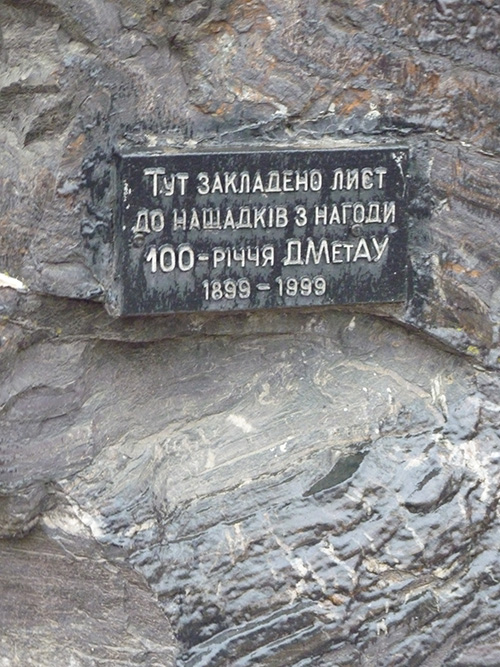 Тут закладено лист
до нащадків з нагоди
100-річчя ДМетАУ
1899 - 1999